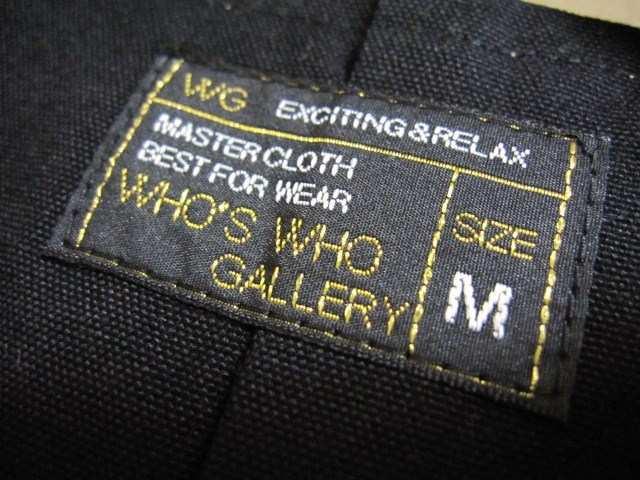 WG EXCITING&RELAX
MASTER CLOTH
BEST FOR WEAR
WHO'S WHO
GALLERY
SIZE
M